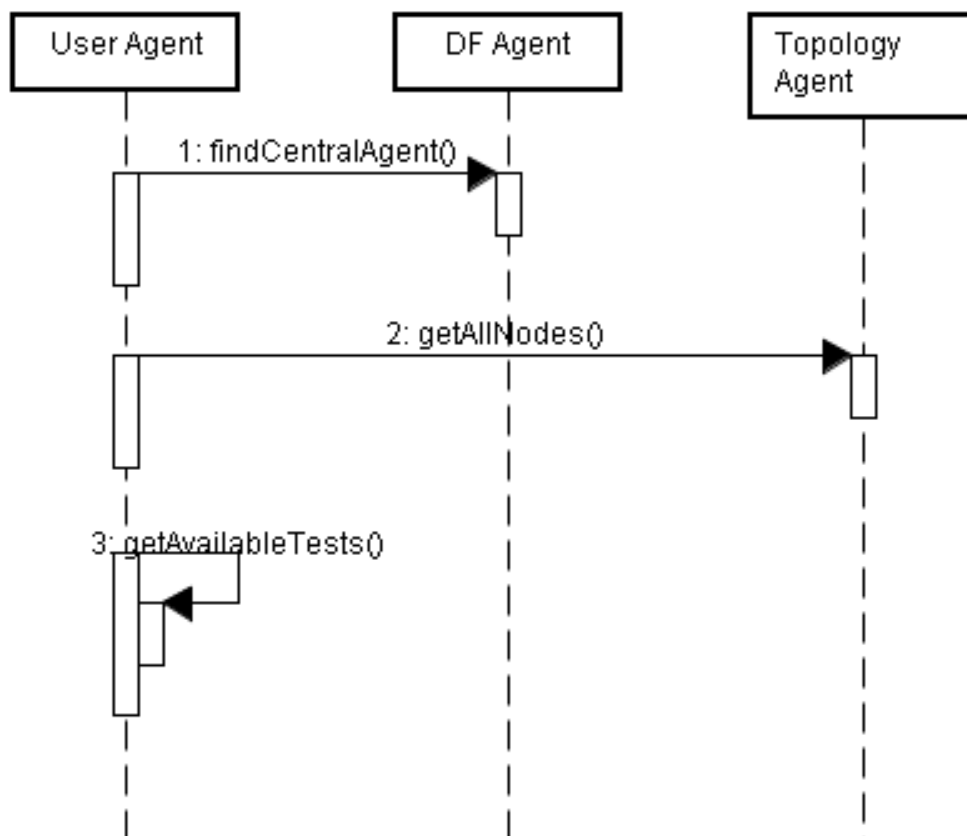 User Agent
DF Agent
Topology
Agent
1: findCentralAgent()
2: getAllNodes()
3: getAvailableTests()